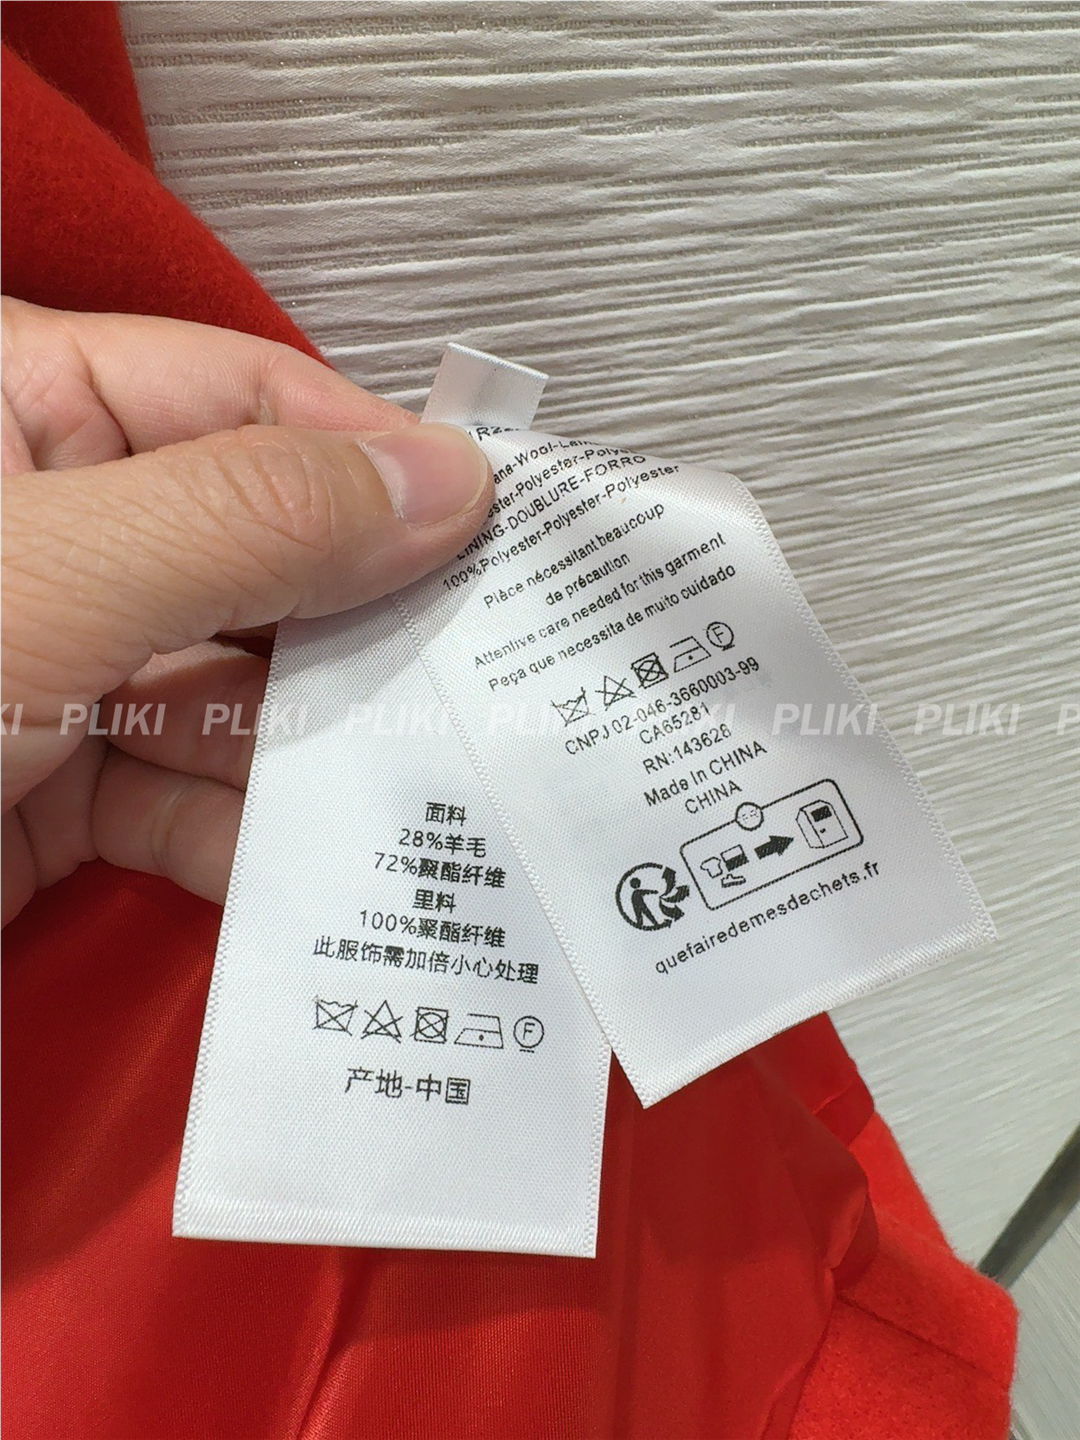 ana-Wool-Laine
ster-Polyester-Poly
LINING-DOUBLURE-FORRO
100%Polyester-Polyester-Polyester
Pièce nécessitant beaucoup
de précaution
Attentive care needed for this garment
Peça que necessita de muito cuidado
F
CNPJ 02-046-3660003-99
CA65281
RN:143628
Made In CHINA
CHINA
quefairedemesdechets.fr
PLIKI PLIKI PLIKI PLIKI PLIKI PLIKI
面料
28%羊毛
72%聚酯纤维
里料
100%聚酯纤维
此服饰需加倍小心处理
F
产地-中国